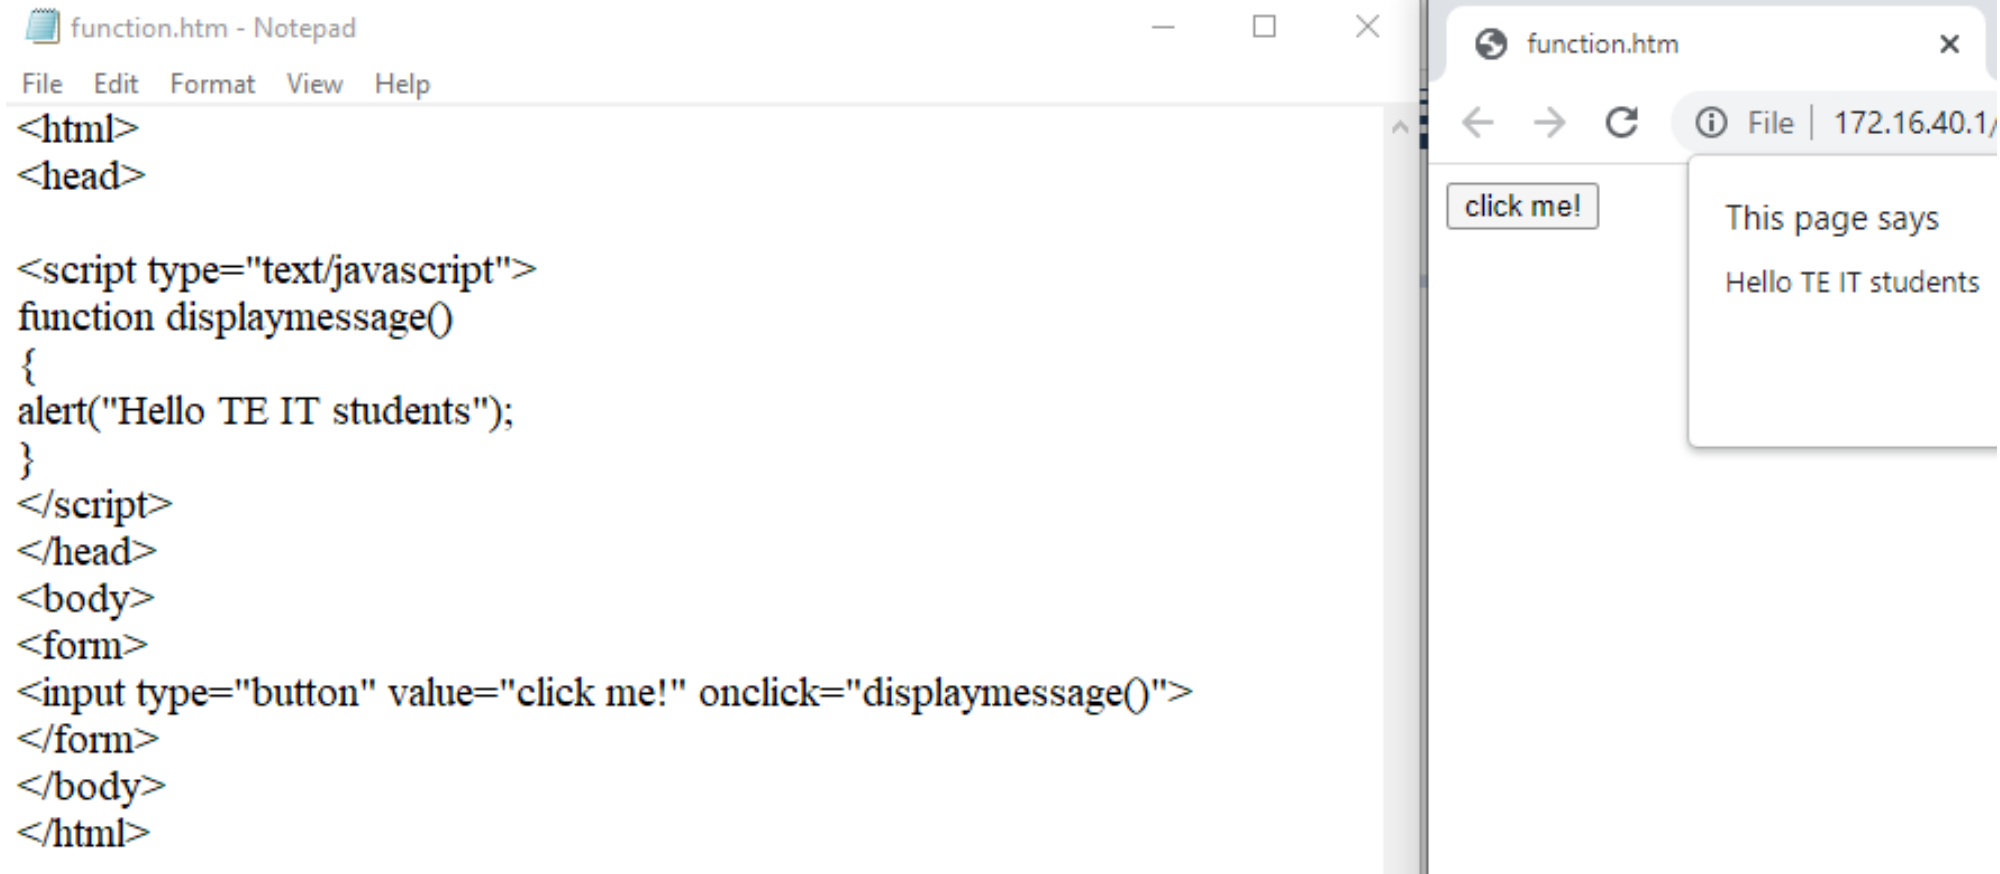 function.htm - Notepad
File Edit Format View Help
<html>
<head>
<script type="text/javascript">
function displaymessage()
{
alert("Hello TE IT students");
}
</script>
</head>
<body>
<form>
<input type="button" value="click me!" onclick="displaymessage()">
</form>
</body>
</html>
function.htm
File | 172.16.40.1/
click me!
This page says
Hello TE IT students